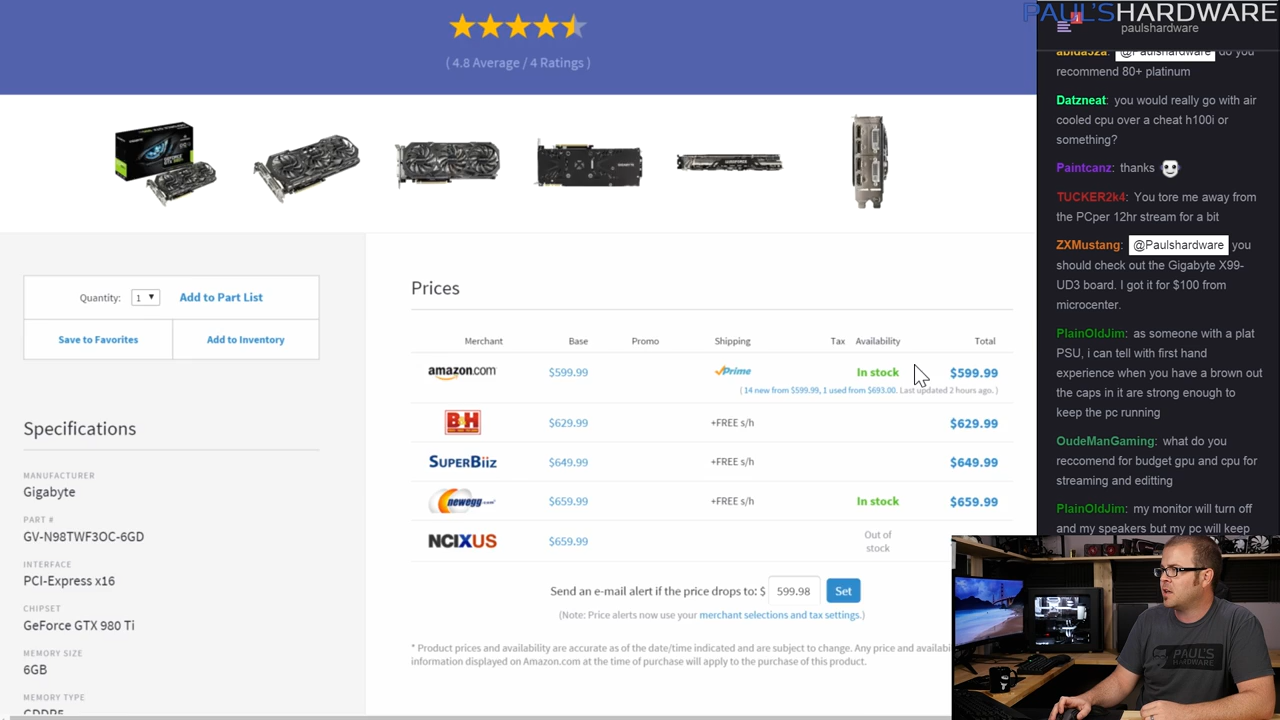 PAUL'SHARDWARE
paulshardware
1
( 4.8 Average / 4 Ratings )
abida52a: @Paulshardware do you
recommend 80+ platinum
Datzneat: you would really go with air
cooled cpu over a cheat h100i or
something?
Paintcanz: thanks
TUCKER2k4: You tore me away from
the PCper 12hr stream for a bit
ZXMustang: @Paulshardware you
should check out the Gigabyte X99-
UD3 board. I got it for $100 from
microcenter.
PlainOldJim: as someone with a plat
PSU, i can tell with first hand
experience when you have a brown out
the caps in it are strong enough to
keep the pc running
OudeManGaming: what do you
reccomend for budget gpu and cpu for
streaming and editting
PlainOldJim: my monitor will turn off
and my speakers but my pc will keep
Quantity: 1 Add to Part List
Save to Favorites Add to Inventory
Specifications
MANUFACTURER
Gigabyte
PART #
GV-N98TWF3OC-6GD
INTERFACE
PCI-Express x16
CHIPSET
GeForce GTX 980 Ti
MEMORY SIZE
6GB
MEMORY TYPE
GDDR5
Prices
Merchant Base Promo Shipping Tax Availability Total
amazon.com $599.99 Prime In stock $599.99
( 14 new from $599.99, 1 used from $693.00. Last updated 2 hours ago. )
B&H $629.99 +FREE s/h $629.99
SUPERBiiz $649.99 +FREE s/h $649.99
newegg.com $659.99 +FREE s/h In stock $659.99
NCIXUS $659.99 Out of
stock
Send an e-mail alert if the price drops to: $ 599.98 Set
(Note: Price alerts now use your merchant selections and tax settings.)
* Product prices and availability are accurate as of the date/time indicated and are subject to change. Any price and availabi
information displayed on Amazon.com at the time of purchase will apply to the purchase of this product.
PAUL'S
HARDWARE